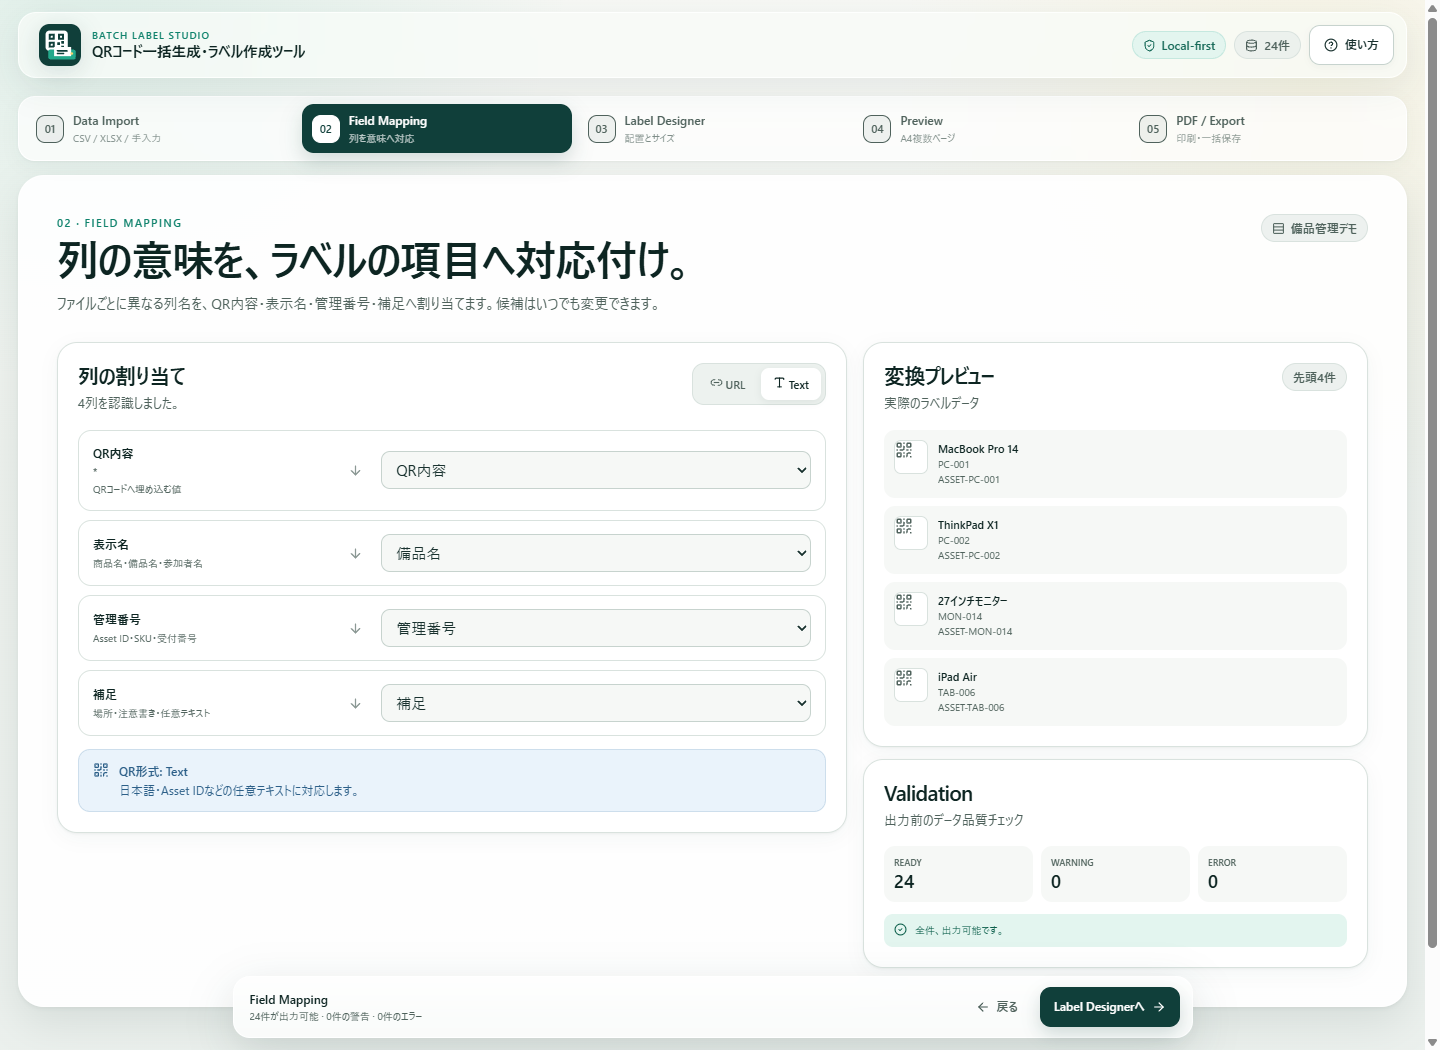 BATCH LABEL STUDIO
QRコード一括生成・ラベル作成ツール
Local-first
24件
使い方
01
Data Import
CSV / XLSX / 手入力
02
Field Mapping
列を意味へ対応
03
Label Designer
配置とサイズ
04
Preview
A4複数ページ
05
PDF / Export
印刷・一括保存
02 · FIELD MAPPING
列の意味を、ラベルの項目へ対応付け。
ファイルごとに異なる列名を、QR内容・表示名・管理番号・補足へ割り当てます。候補はいつでも変更できます。
備品管理デモ
列の割り当て
4列を認識しました。
URL
Text
QR内容
*
QRコードへ埋め込む値
QR内容
表示名
商品名・備品名・参加者名
備品名
管理番号
Asset ID・SKU・受付番号
管理番号
補足
場所・注意書き・任意テキスト
補足
QR形式: Text
日本語・Asset IDなどの任意テキストに対応します。
変換プレビュー
実際のラベルデータ
先頭4件
MacBook Pro 14
PC-001
ASSET-PC-001
ThinkPad X1
PC-002
ASSET-PC-002
27インチモニター
MON-014
ASSET-MON-014
iPad Air
TAB-006
ASSET-TAB-006
Validation
出力前のデータ品質チェック
READY
24
WARNING
0
ERROR
0
全件、出力可能です。
Field Mapping
24件が出力可能 · 0件の警告 · 0件のエラー
戻る
Label Designerへ